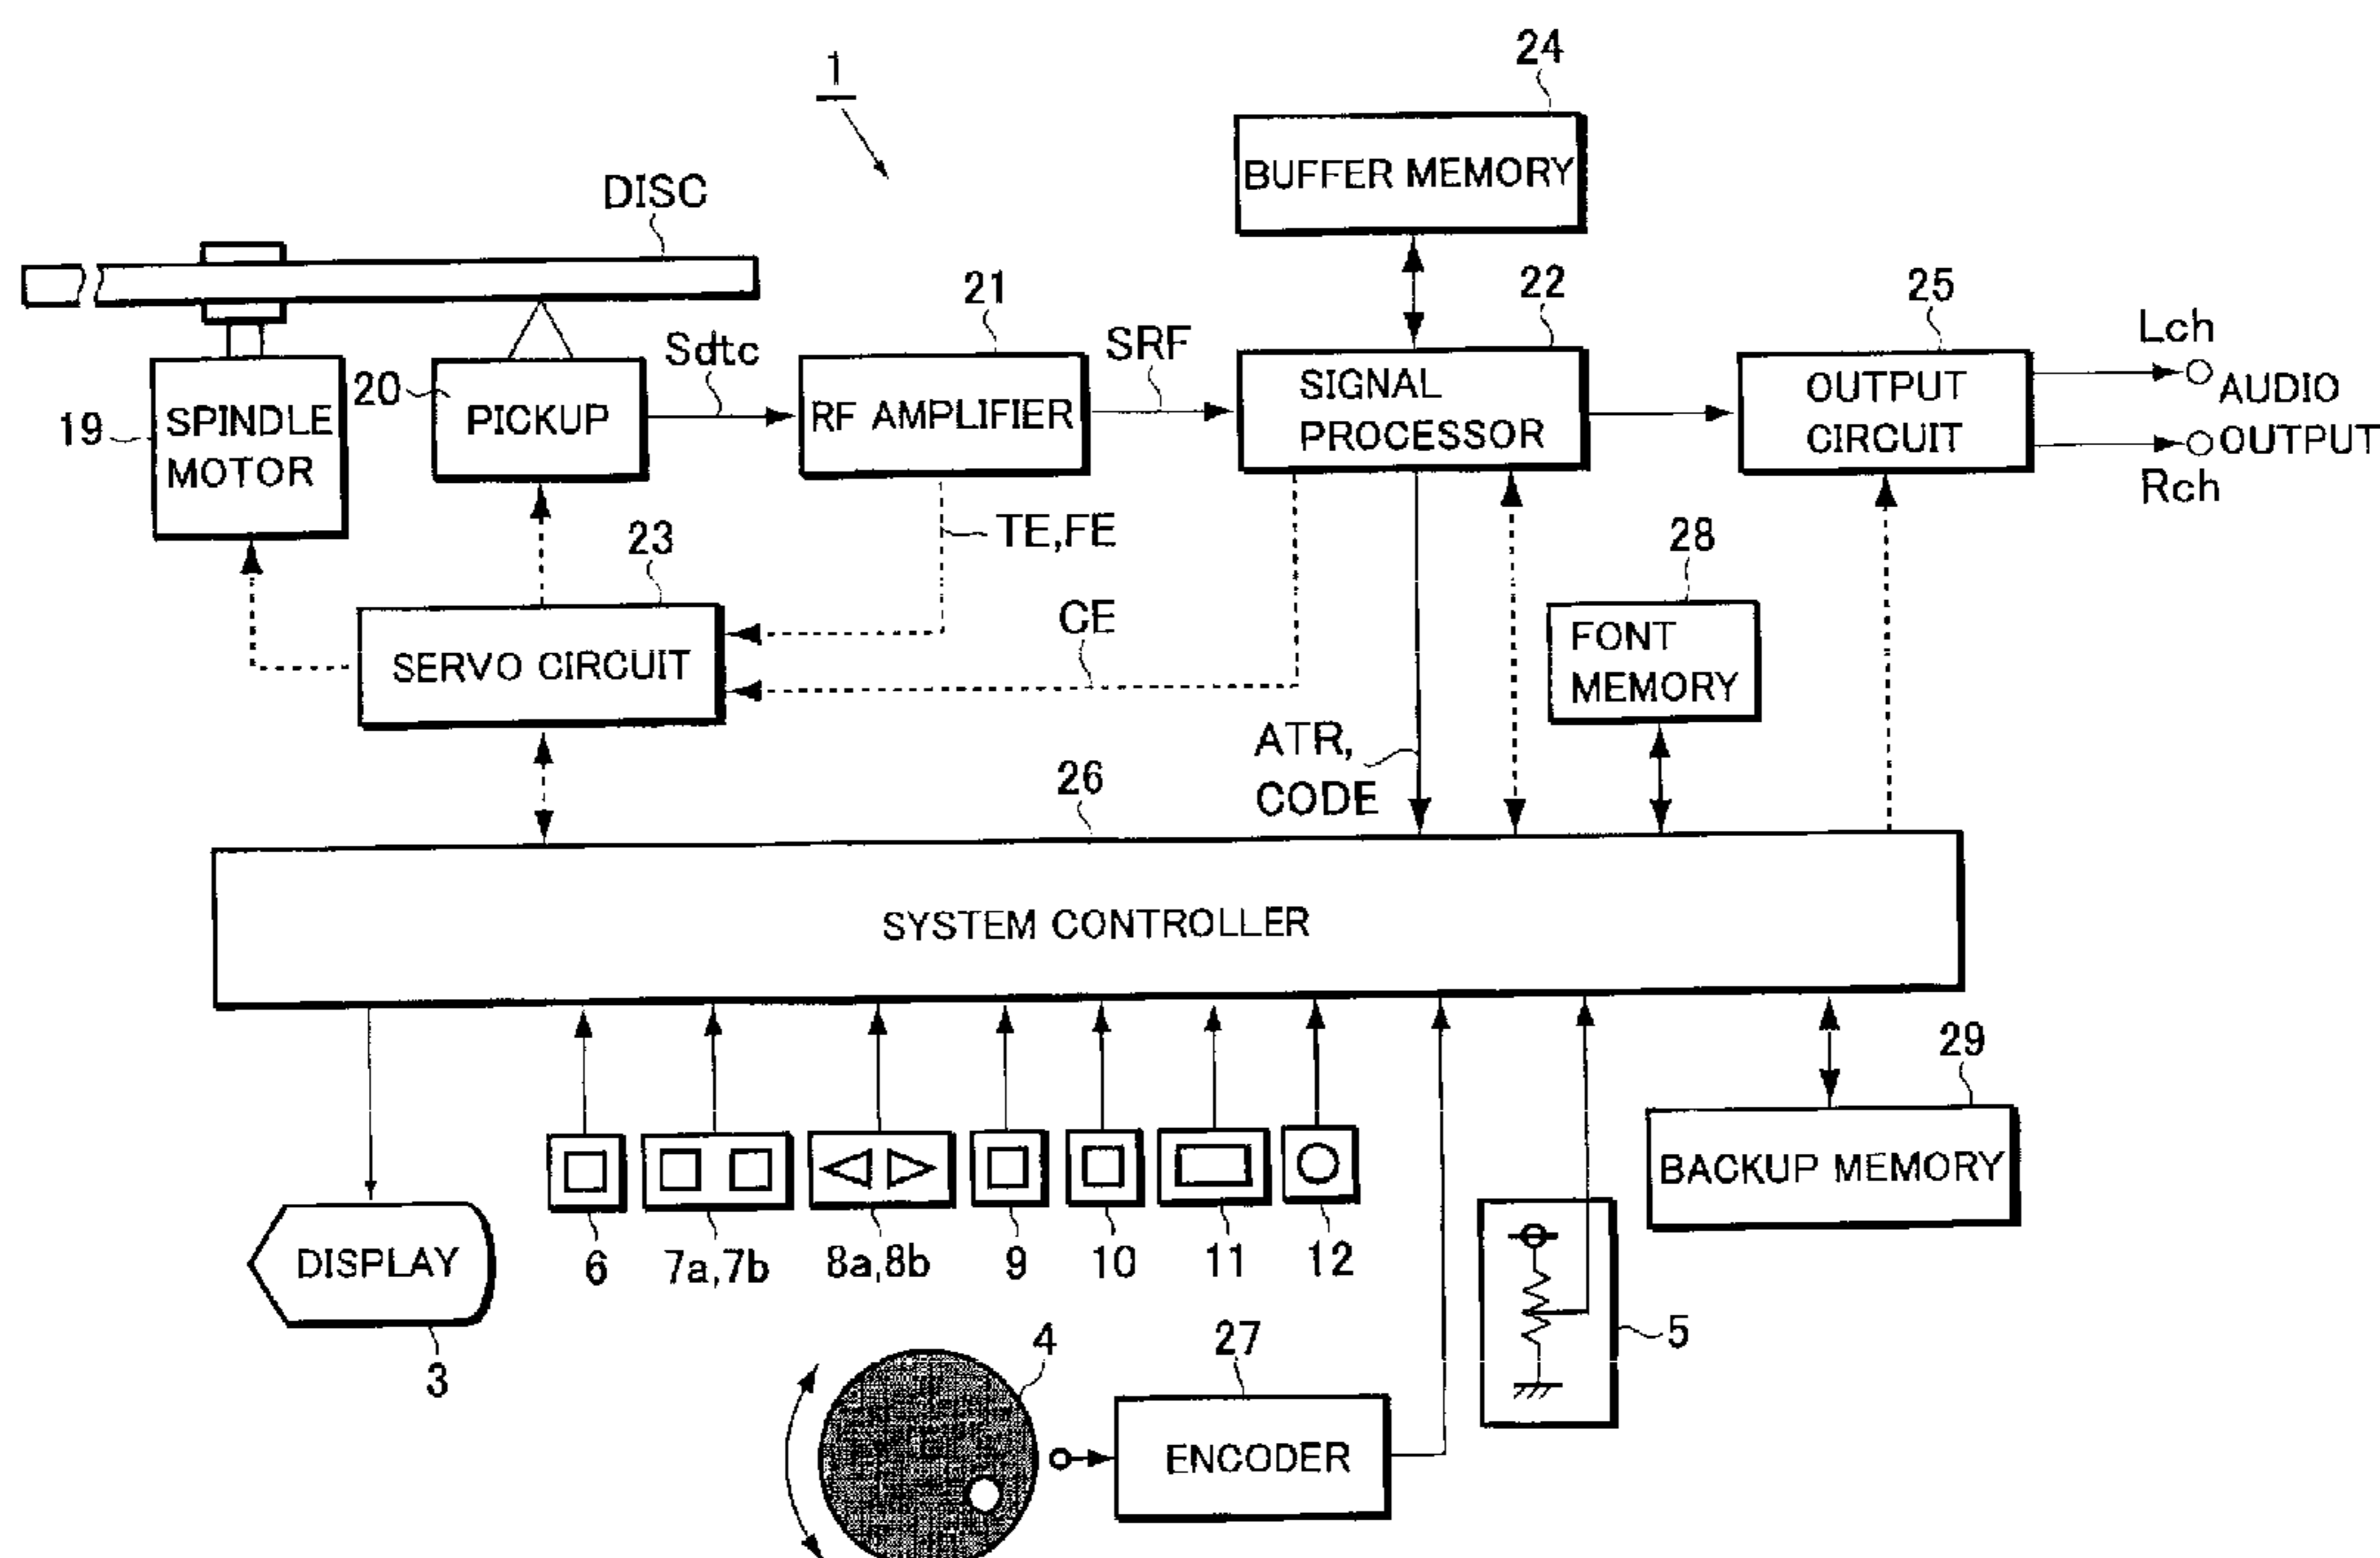 1
24
BUFFER MEMORY
DISC
21
22
25
Lch
Sdtc
SRF
20
19
SPINDLE
MOTOR
PICKUP
RF AMPLIFIER
SIGNAL
PROCESSOR
OUTPUT
CIRCUIT
AUDIO
OUTPUT
Rch
TE,FE
23
28
CE
SERVO CIRCUIT
FONT
MEMORY
ATR,
CODE
26
SYSTEM CONTROLLER
29
BACKUP MEMORY
DISPLAY
6
7a,7b
8a,8b
9
10
11
12
3
4
27
5
ENCODER